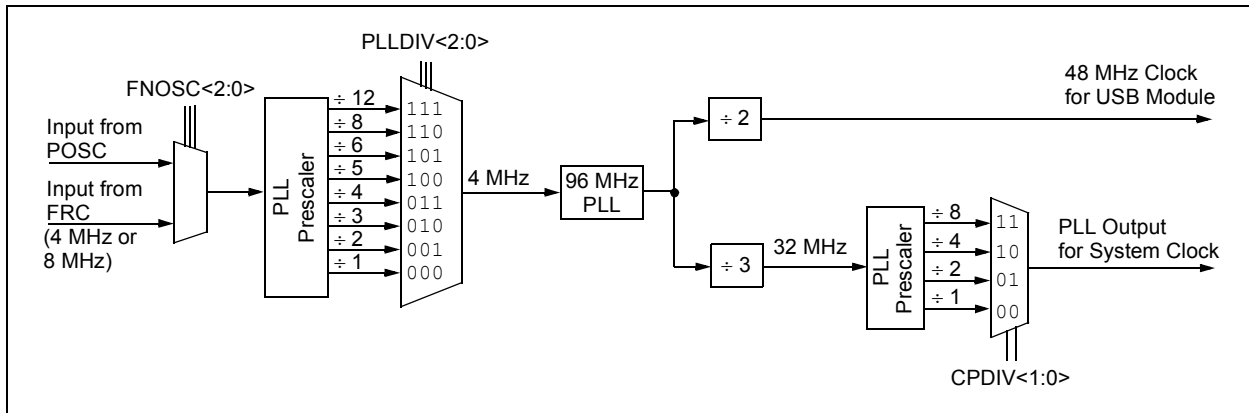 PLLDIV<2:0>
FNOSC<2:0>
Input from
POSC
Input from
FRC
(4 MHz or
8 MHz)
PLL
Prescaler
÷ 12
÷ 8
÷ 6
÷ 5
÷ 4
÷ 3
÷ 2
÷ 1
111
110
101
100
011
010
001
000
4 MHz
96 MHz
PLL
÷ 2
48 MHz Clock
for USB Module
÷ 3
32 MHz
PLL
Prescaler
÷ 8
÷ 4
÷ 2
÷ 1
11
10
01
00
PLL Output
for System Clock
CPDIV<1:0>